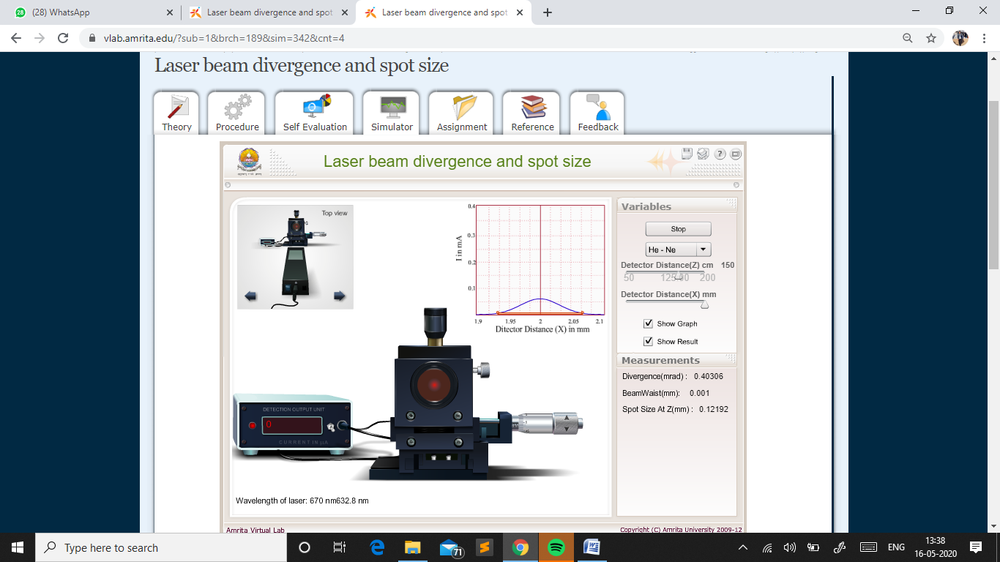 (28) WhatsApp
Laser beam divergence and spot
Laser beam divergence and spot
vlab.amrita.edu/?sub=1&brch=189&sim=342&cnt=4
Laser beam divergence and spot size
Theory
Procedure
Self Evaluation
Simulator
Assignment
Reference
Feedback
Laser beam divergence and spot size
Top view
0.4
0.3
0.2
0.1
I in mA
1.9 1.95 2 2.05 2.1
Ditector Distance (X) in mm
DETECTION OUTPUT UNIT
0
CURRENT IN µA
Wavelength of laser: 670 nm632.8 nm
Variables
Stop
He - Ne
Detector Distance(Z) cm 150
50 200
Detector Distance(X) mm
Show Graph
Show Result
Measurements
Divergence(mrad) : 0.40306
BeamWaist(mm): 0.001
Spot Size At Z(mm) : 0.12192
Amrita Virtual Lab
Copyright (C) Amrita University 2009-12
Type here to search
71
ENG
13:38
16-05-2020